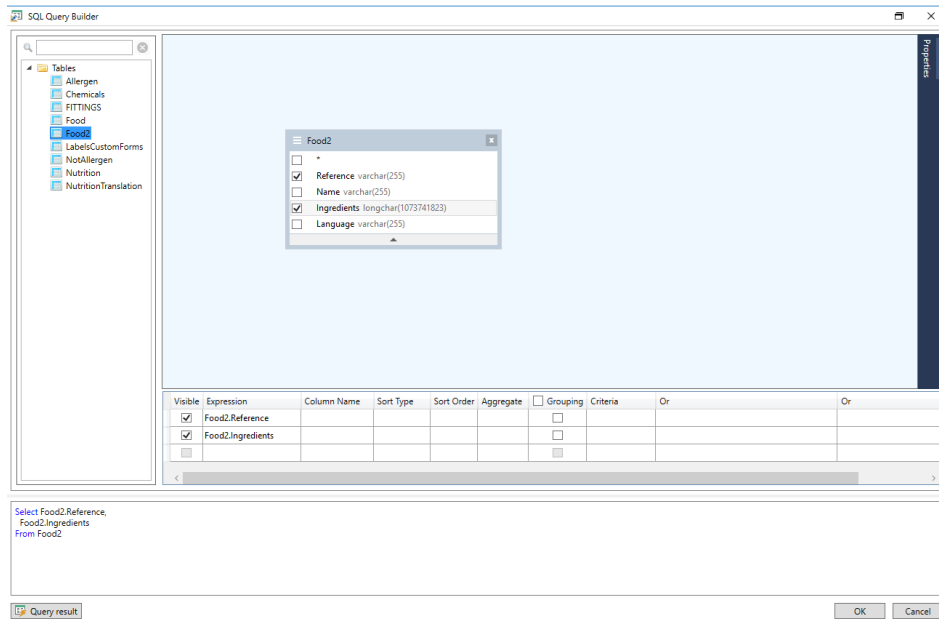 SQL Query Builder
Tables
Allergen
Chemicals
FITTINGS
Food
Food2
LabelsCustomForms
NotAllergen
Nutrition
NutritionTranslation
Properties
Food2
*
Reference varchar(255)
Name varchar(255)
Ingredients longchar(1073741823)
Language varchar(255)
Visible Expression Column Name Sort Type Sort Order Aggregate Grouping Criteria Or Or
Food2.Reference
Food2.Ingredients
Select Food2.Reference,
Food2.Ingredients
From Food2
Query result OK Cancel